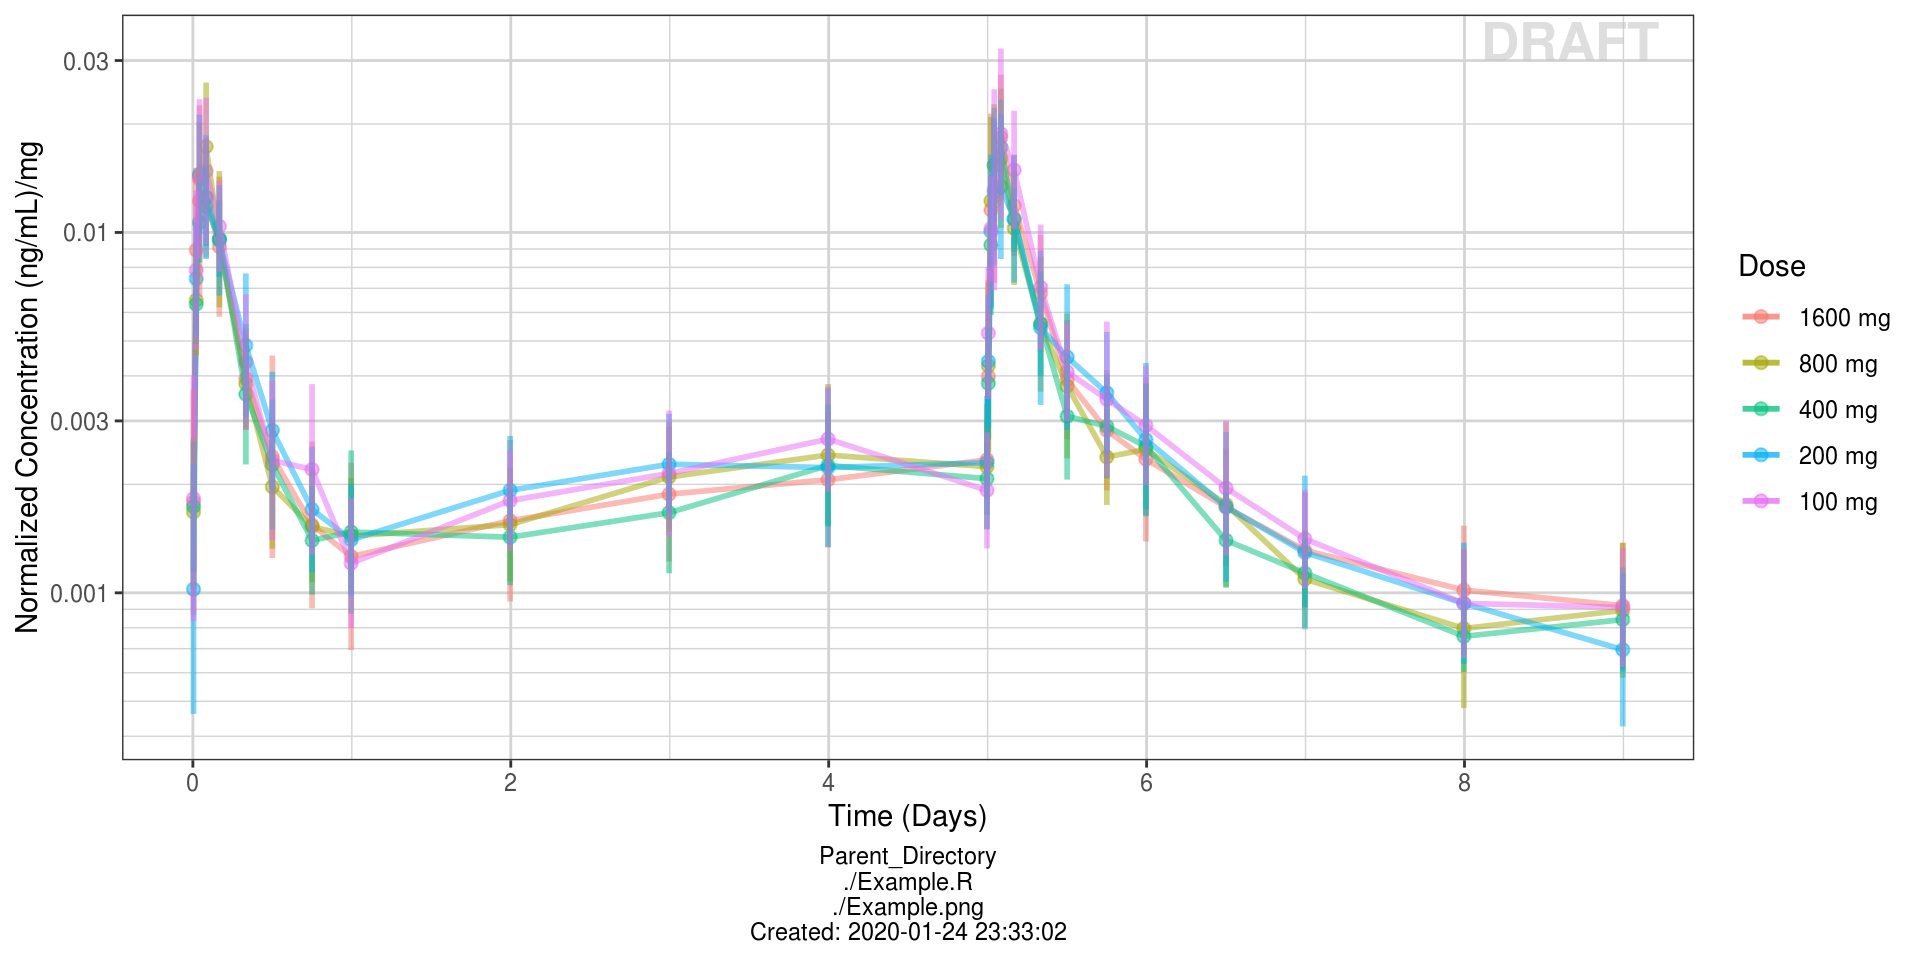 DRAFT
Normalized Concentration (ng/mL)/mg
0.03
0.01
0.003
0.001
0 2 4 6 8
Time (Days)
Parent_Directory
./Example.R
./Example.png
Created: 2020-01-24 23:33:02
Dose
1600 mg
800 mg
400 mg
200 mg
100 mg